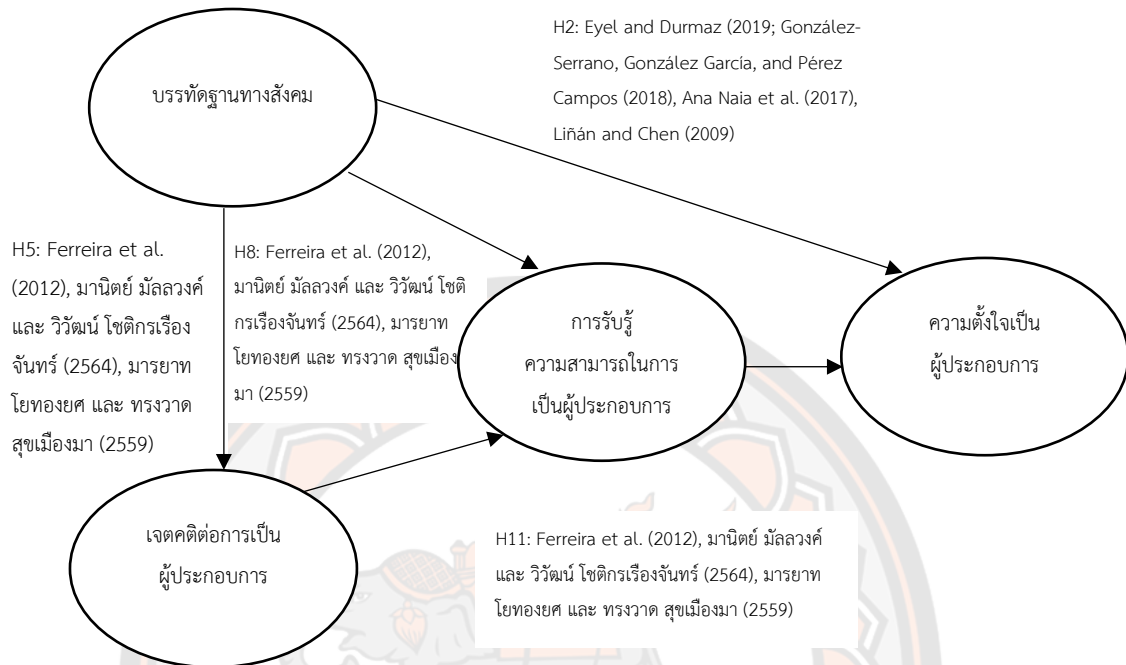 H2: Eyel and Durmaz (2019; González-
Serrano, González García, and Pérez
Campos (2018), Ana Naia et al. (2017),
Liñán and Chen (2009)
บรรทัดฐานทางสังคม
H5: Ferreira et al.
(2012), มานิตย์ มัลลวงค์
และ วิวัฒน์ โชติกรเรือง
จันทร์ (2564), มารยาท
โยทองยศ และ ทรงวาด
สุขเมืองมา (2559)
H8: Ferreira et al. (2012),
มานิตย์ มัลลวงค์ และ วิวัฒน์ โชติ
กรเรืองจันทร์ (2564), มารยาท
โยทองยศ และ ทรงวาด สุขเมือง
มา (2559)
การรับรู้
ความสามารถในการ
เป็นผู้ประกอบการ
ความตั้งใจเป็น
ผู้ประกอบการ
เจตคติต่อการเป็น
ผู้ประกอบการ
H11: Ferreira et al. (2012), มานิตย์ มัลลวงค์
และ วิวัฒน์ โชติกรเรืองจันทร์ (2564), มารยาท
โยทองยศ และ ทรงวาด สุขเมืองมา (2559)